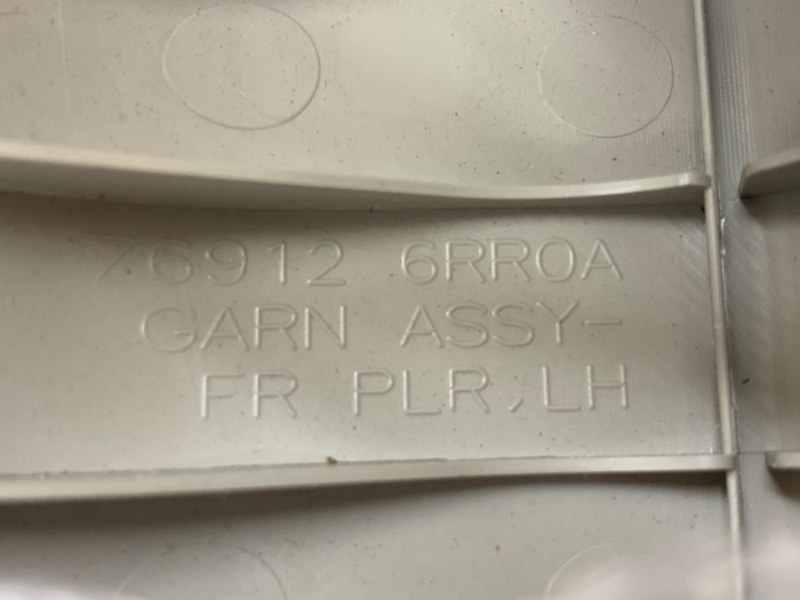 76912 6RR0A
GARN ASSY-
FR PLR,LH